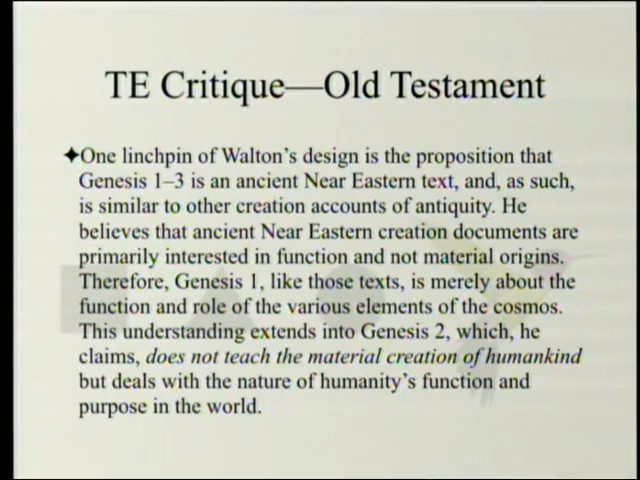 TE Critique—Old Testament
✦One linchpin of Walton's design is the proposition that
Genesis 1–3 is an ancient Near Eastern text, and, as such,
is similar to other creation accounts of antiquity. He
believes that ancient Near Eastern creation documents are
primarily interested in function and not material origins.
Therefore, Genesis 1, like those texts, is merely about the
function and role of the various elements of the cosmos.
This understanding extends into Genesis 2, which, he
claims, does not teach the material creation of humankind
but deals with the nature of humanity's function and
purpose in the world.